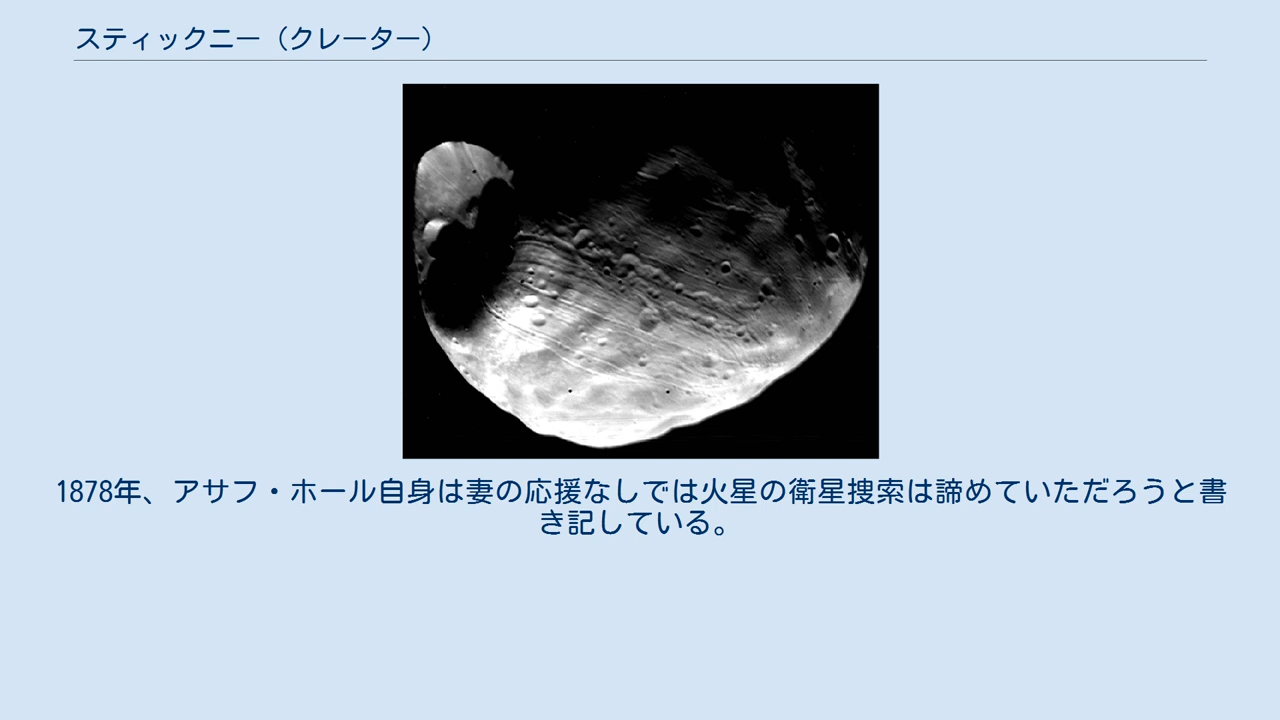 スティックニー（クレーター）
1878年、アサフ・ホール自身は妻の応援なしでは火星の衛星捜索は諦めていただろうと書
き記している。